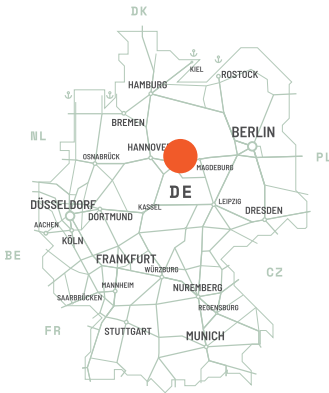 DK
KIEL
ROSTOCK
HAMBURG
BREMEN
BERLIN
NL
HANNOVER
PL
OSNABRÜCK
MAGDEBURG
DE
DÜSSELDORF
KASSEL
LEIPZIG
DORTMUND
DRESDEN
AACHEN
KÖLN
BE
FRANKFURT
WÜRZBURG
CZ
MANNHEIM
NUREMBERG
SAARBRÜCKEN
REGENSBURG
FR
STUTTGART
MUNICH